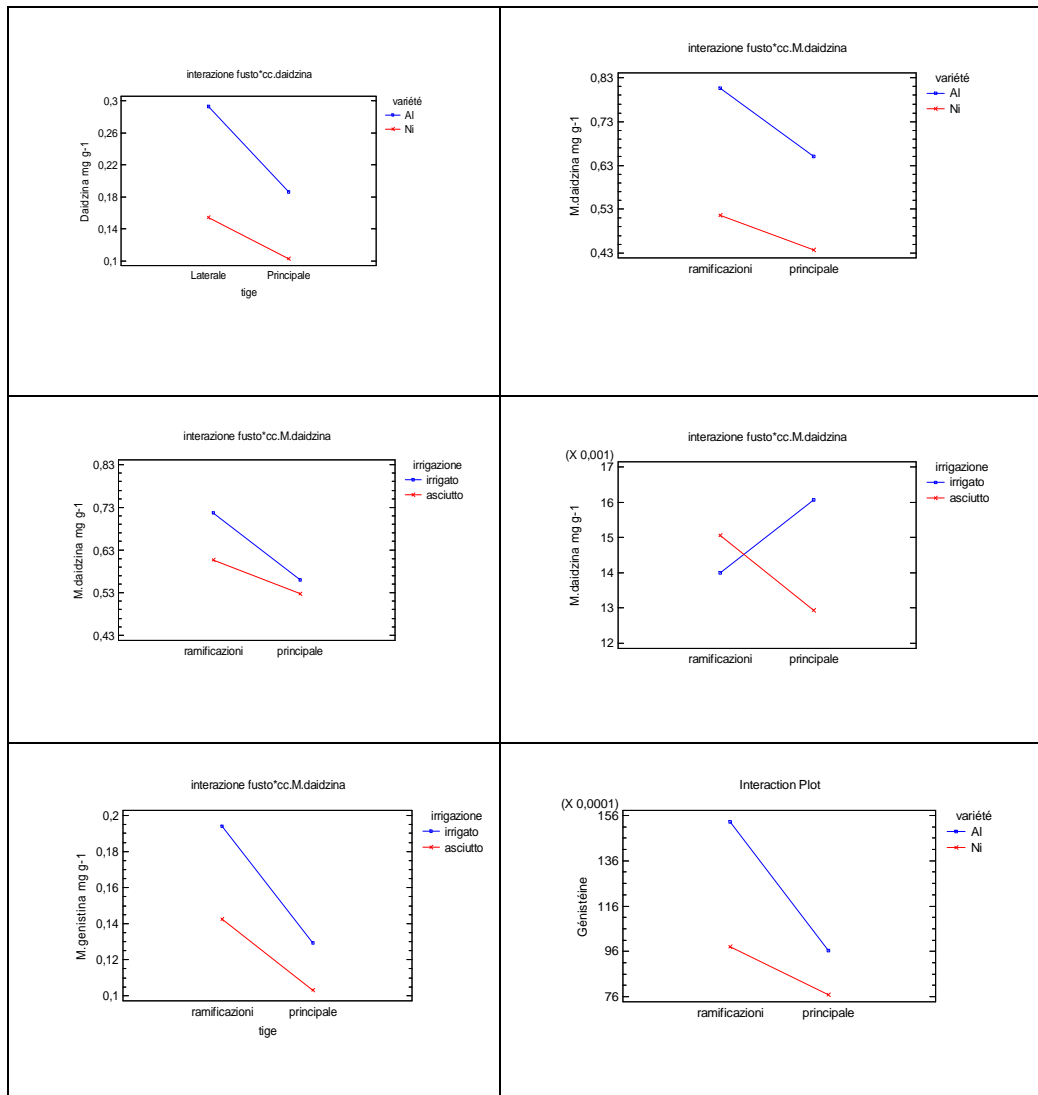 interazione fusto*cc.daidzina
variété
Al
Ni
Daidzina mg g-1
0,3
0,26
0,22
0,18
0,14
0,1
Laterale Principale
tige
interazione fusto*cc.M.daidzina
variété
Al
Ni
M.daidzina mg g-1
0,83
0,73
0,63
0,53
0,43
ramificazioni principale
interazione fusto*cc.M.daidzina
irrigazione
irrigato
asciutto
M.daidzina mg g-1
0,83
0,73
0,63
0,53
0,43
ramificazioni principale
interazione fusto*cc.M.daidzina
(X 0,001)
irrigazione
irrigato
asciutto
M.daidzina mg g-1
17
16
15
14
13
12
ramificazioni principale
interazione fusto*cc.M.daidzina
irrigazione
irrigato
asciutto
M.genistina mg g-1
0,2
0,18
0,16
0,14
0,12
0,1
ramificazioni principale
tige
Interaction Plot
(X 0,0001)
variété
Al
Ni
Génistéine
156
136
116
96
76
ramificazioni principale